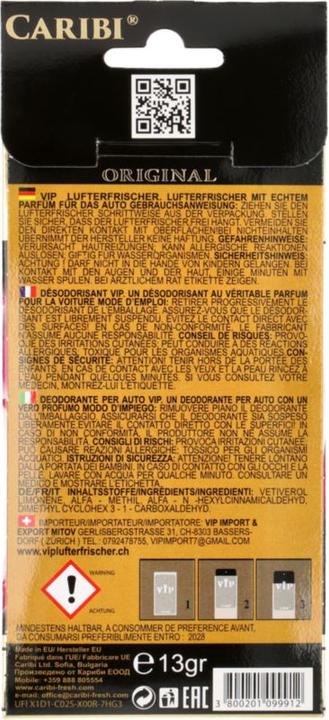 CARIBI®
ORIGINAL
VIP LUFTERFRISCHER. LUFTERFRISCHER MIT ECHTEM
PARFÜM FÜR DAS AUTO GEBRAUCHSANWEISUNG: ZIEHEN SIE DEN
LUFTERFRISCHER SCHRITTWEISE AUS DER VERPACKUNG. STELLEN
SIE SICHER, DASS DER LUFTERFRISCHER FREI HÄNGT. VERMEIDEN SIE
DEN DIREKTEN KONTAKT MIT OBERFLÄCHEN! BEI NICHTEINHALTEN
ÜBERNIMMT DER HERSTELLER KEINE HAFTUNG. GEFAHRENHINWEISE:
VERURSACHT HAUTREIZUNGEN. KANN ALLERGISCHE REAKTIONEN
AUSLÖSEN. GIFTIG FÜR WASSERORGANISMEN. SICHERHEITSHINWEIS:
ACHTUNG ! DARF NICHT IN DIE HÄNDE VON KINDERN GELANGEN. BEI
KONTAKT MIT DEN AUGEN UND DER HAUT, EINIGE MINUTEN MIT
WASSER SPÜLEN. BEI ÄRZTLICHEM RAT ETIKETTE ZEIGEN.
DÉSODORISANT VIP. UN DÉSODORISANT AU VÉRITABLE PARFUM
POUR LA VOITURE MODE D'EMPLOI: RETIRER PROGRESSIVEMENT LE
DÉSODORISANT DE L'EMBALLAGE. ASSUREZ-VOUS QUE LE DÉSODOR-
ISANT EST LIBREMENT SUSPENDU. ÉVITEZ LE CONTACT DIRECT AVEC
DES SURFACES! EN CAS DE NON-CONFORMITÉ, LE FABRICANT
N'ASSUME AUCUNE RESPONSABILITÉ. CONSEIL DE RISQUES: PROVO-
QUE DES IRRITATIONS CUTANÉES, PEUT CONDUIRE À DES RÉACTIONS
ALLERGIQUES. TOXIQUE POUR LES ORGANISMES AQUATIQUES CON-
SIGNES DE SÉCURITÉ: ATTENTION! TENIR HORS DE LA PORTÉE DES
ENFANTS. EN CAS DE CONTACT AVEC LES YEUX ET LA PEAU RINCEZ À
L'EAU PENDANT QUELQUES MINUTES. SI VOUS CONSULTEZ VOTRE
MÉDECIN, MONTREZ-LUI L'ÉTIQUETTE.
DEODORANTE PER AUTO VIP. UN DEODORANTE PER AUTO CON UN
VERO PROFUMO MODO D'IMPIEGO: RIMUOVERE PIANO IL DEODORANTE
DALL'IMBALLAGGIO. ASSICURARSI CHE IL DEODORANTE SIA SOSPESO
LIBERAMENTE EVITARE IL CONTATTO DIRETTO CON LE SUPERFICI! IN
CASO DI NON CONFORMITÀ, IL PRODUTTORE NON ASSUME NESSUNA
RESPONSABILITÀ. CONSIGLI DI RISCHI: PROVOCA IRRITAZIONI CUTANEE.
PUÒ CAUSARE REAZIONI ALLERGICHE; TOSSICO PER GLI ORGANISMI
ACQUATICI. ISTRUZIONI DI SICUREZZA: ATTENZIONE! TENERE LONTANO
DALLA PORTATA DEI BAMBINI. IN CASO DI CONTATTO CON GLI OCCHI E LA
PELLE, LAVARE CON ACQUA PER QUALCHE MINUTO. CONSULTARE UN
MEDICO E MOSTRARE L'ETICHETTA.
DE/FR/IT INHALTSSTOFFE/INGRÉDIENTS/INGREDIENTI: VETIVEROL
LIMONENE, ALFA - METHIL ALFA - N -HEXYLCINNAMICALDEHYD,
DIMETHYL CYCLOHEX 3 - 1 - CARBOXALDEHYD.
IMPORTEUR/IMPORTATEUR/IMPORTATORE: VIP IMPORT &
EXPORT MITOV GERLISBERGSTRASSE 31, CH-8303 BASSERS-
DORF ( ZÜRICH ) TEL.: 0792478755, VIPIMPORT7@GMAIL.COM
www.viplufterfrischer.ch
WARNING
ACHTUNG
VIP
1
VIP
2
VIP
3
MINDESTENS HALTBAR, A CONSOMMER DE PREFERENCE AVANT,
DA CONSUMARSI PREFERIBILMENTE ENTRO : 2028
Made in EU/ Hersteller EU
Fabriqué dans l'UE/ Fabbricare UE
Caribi Ltd. Sofia, Bulgaria
Произведено в България от Кариби ЕООД
Mobile: +359 888 805554
www.caribi-fresh.com
e-mail: office@caribi-fresh.com
UFI X1D1-C02S-X00R-7HG3
e 13gr
EAC
3 800201 099912